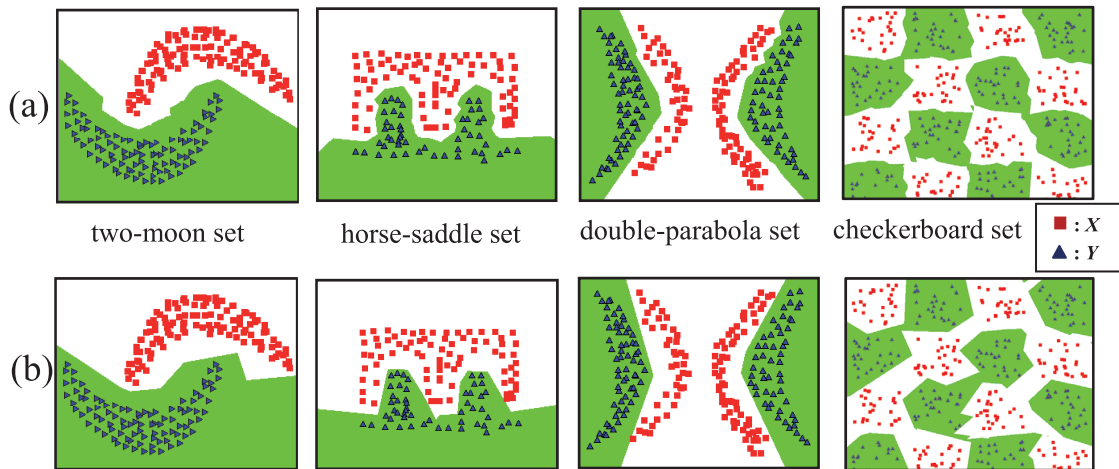 (a)
two-moon set
horse-saddle set
double-parabola set
checkerboard set
: X
: Y
(b)